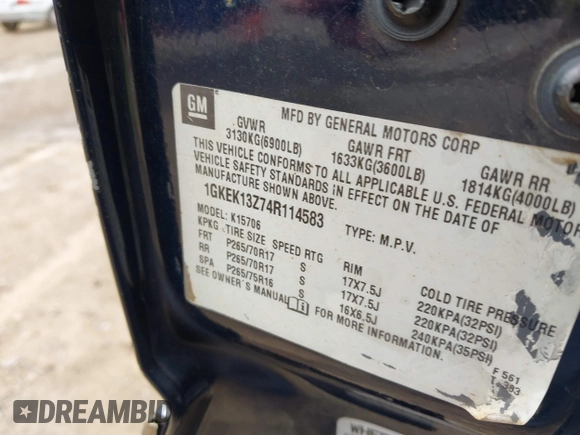 GM
MFD BY GENERAL MOTORS CORP
GVWR GAWR FRT GAWR RR
3130KG(6900LB) 1633KG(3600LB) 1814KG(4000LB)
THIS VEHICLE CONFORMS TO ALL APPLICABLE U.S. FEDERAL MOTOR
VEHICLE SAFETY STANDARDS IN EFFECT ON THE DATE OF
MANUFACTURE SHOWN ABOVE.
1GKEK13Z74R114583 TYPE: M.P.V.
MODEL: K15706
KPKG TIRE SIZE SPEED RTG RIM COLD TIRE PRESSURE
FRT P265/70R17 S 17X7.5J 220KPA(32PSI)
RR P265/70R17 S 17X7.5J 220KPA(32PSI)
SPA P265/75R16 S 16X6.5J 240KPA(35PSI)
SEE OWNER'S MANUAL FOR MORE INFORMATION.
F 561
T 393
WHEE
DREAMBID